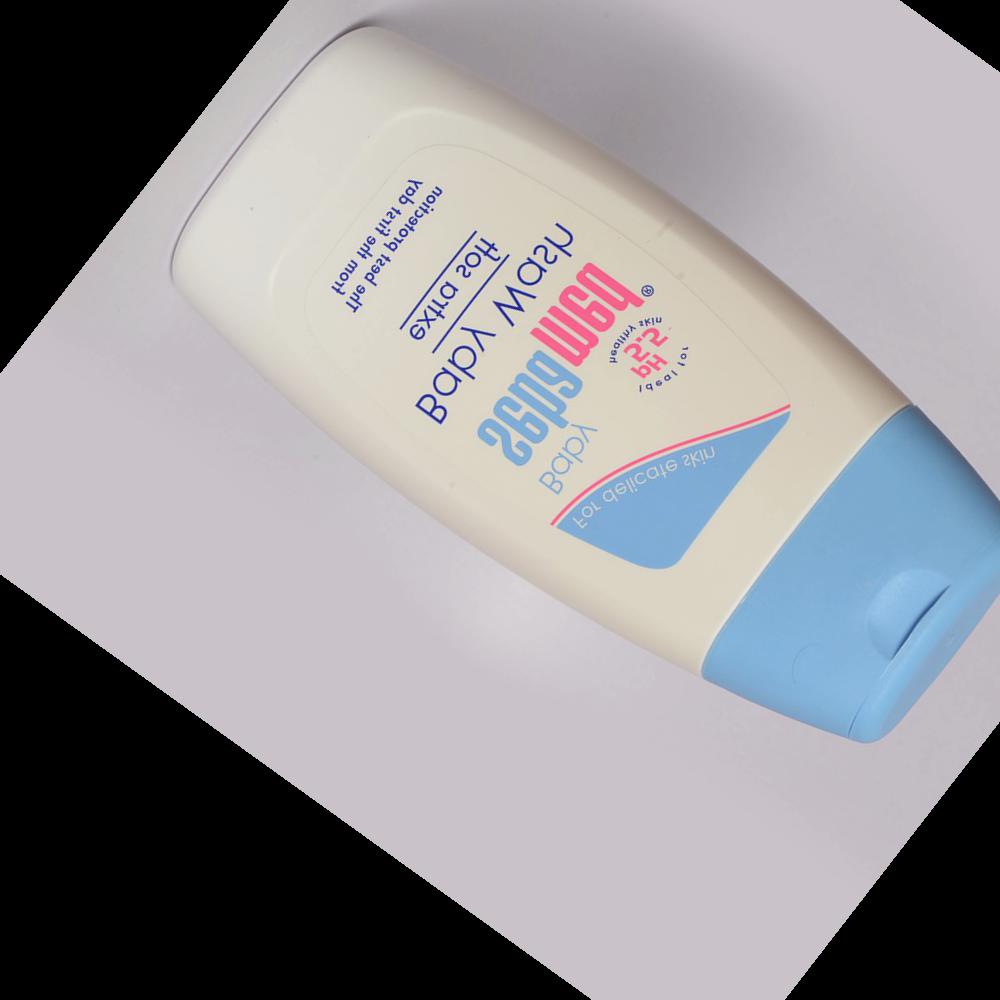 For delicate skin
Baby
sebamed®
ideal for
pH
5.5
healthy skin
Baby Wash
extra soft
The best protection
from the first day